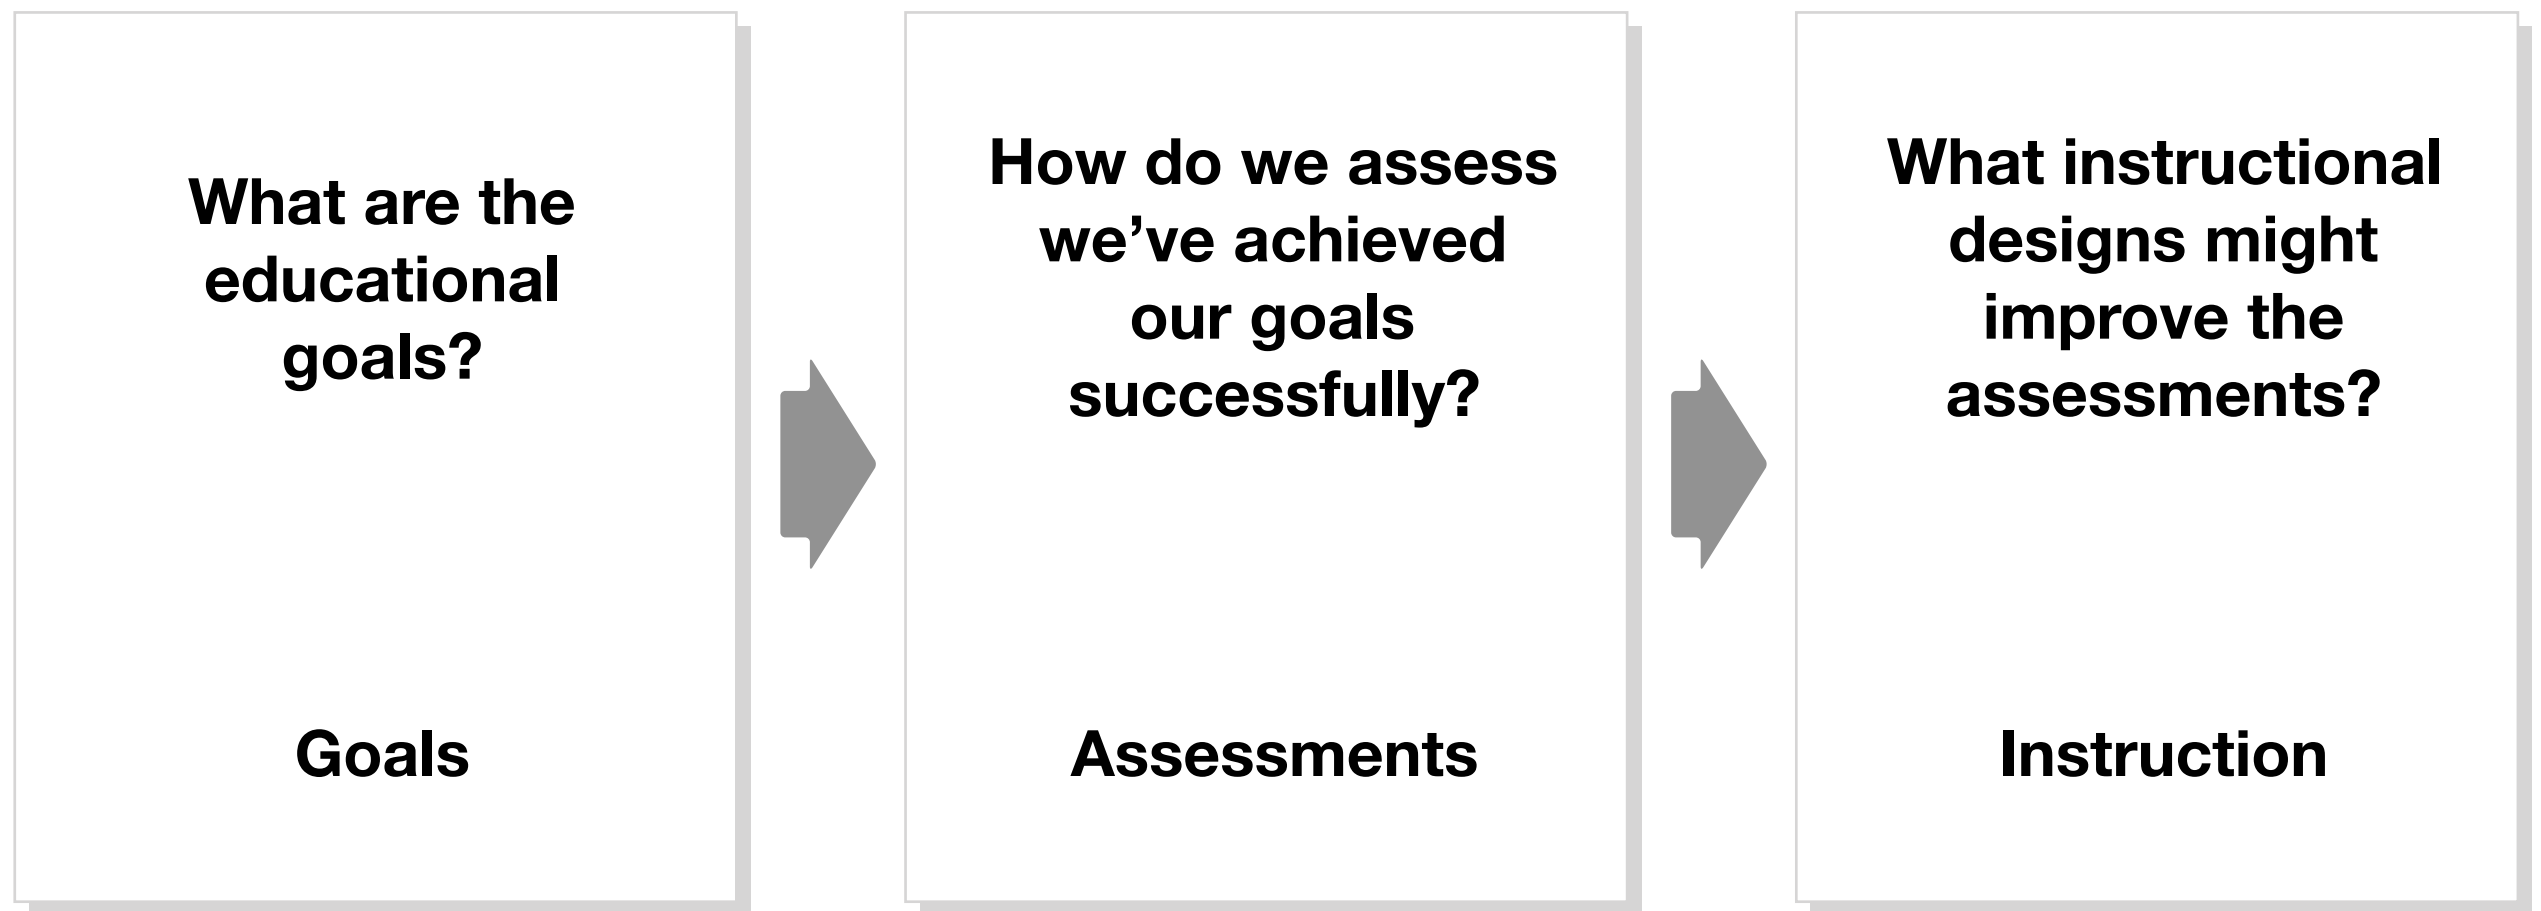 What are the
educational
goals?
Goals
How do we assess
we’ve achieved
our goals
successfully?
Assessments
What instructional
designs might
improve the
assessments?
Instruction